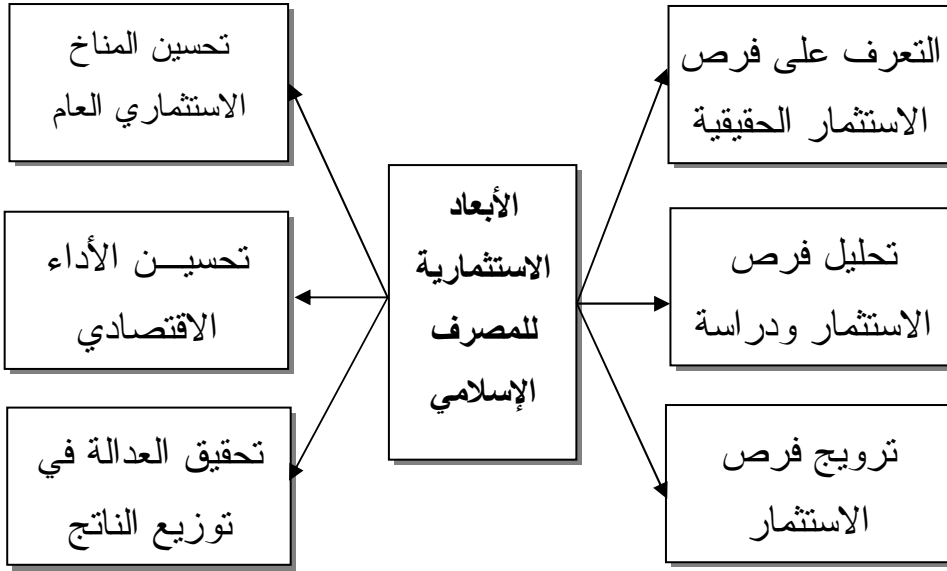 التعرف على فرص
الاستثمار الحقيقية
تحليل فرص
الاستثمار ودراسة
ترويج فرص
الاستثمار
الأبعاد
الاستثمارية
للمصرف
الإسلامي
تحسين المناخ
الاستثماري العام
تحسيـــن الأداء
الاقتصادي
تحقيق العدالة في
توزيع الناتج